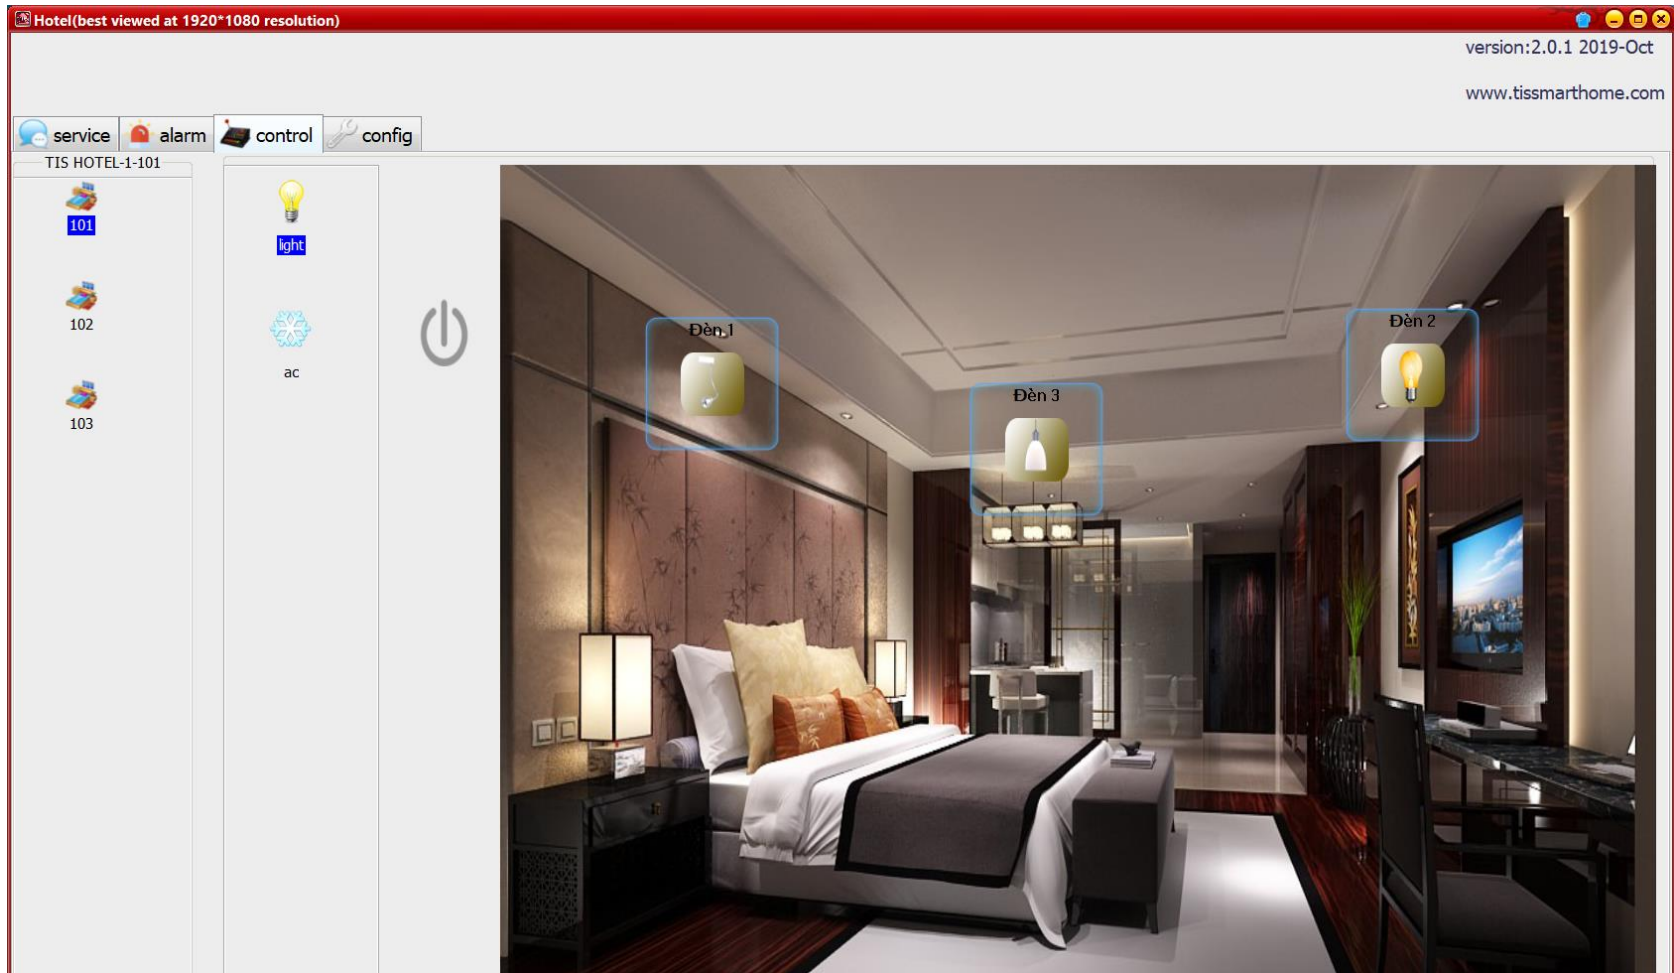 Hotel(best viewed at 1920*1080 resolution)
version:2.0.1 2019-Oct
www.tissmarthome.com
service
alarm
control
config
TIS HOTEL-1-101
101
102
103
light
ac
Đèn 1
Đèn 3
Đèn 2